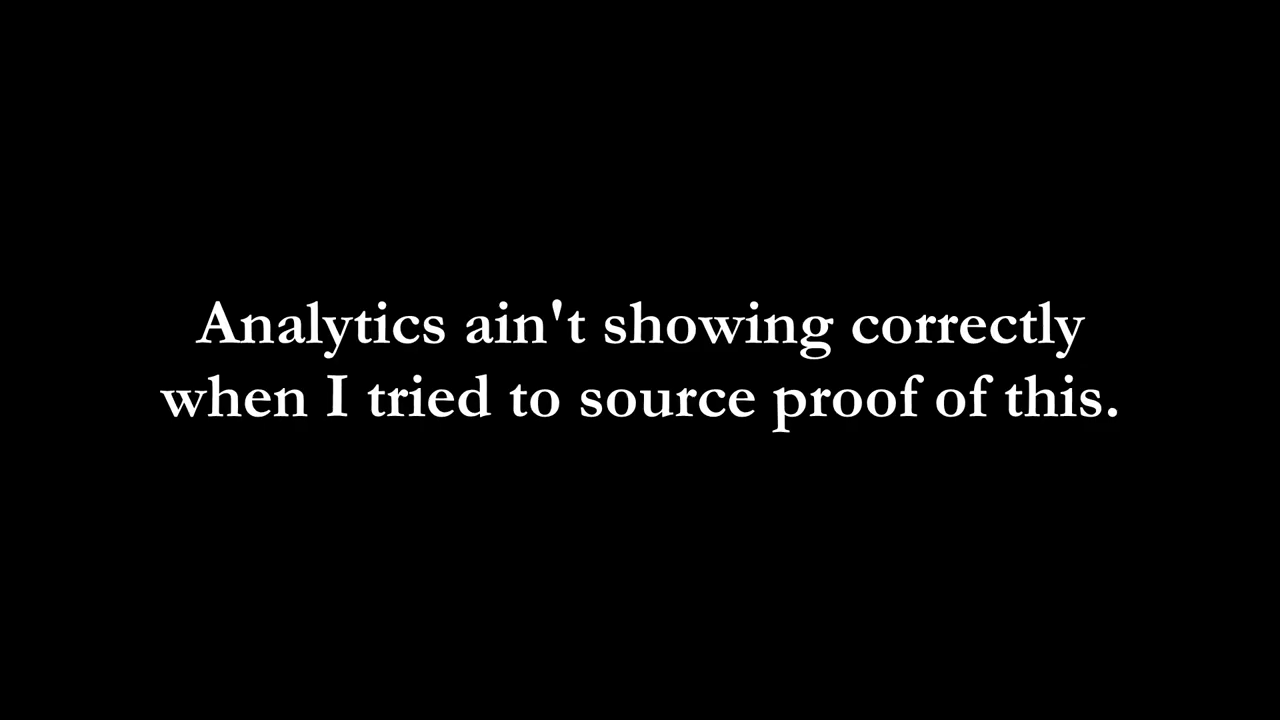 Analytics ain't showing correctly
when I tried to source proof of this.